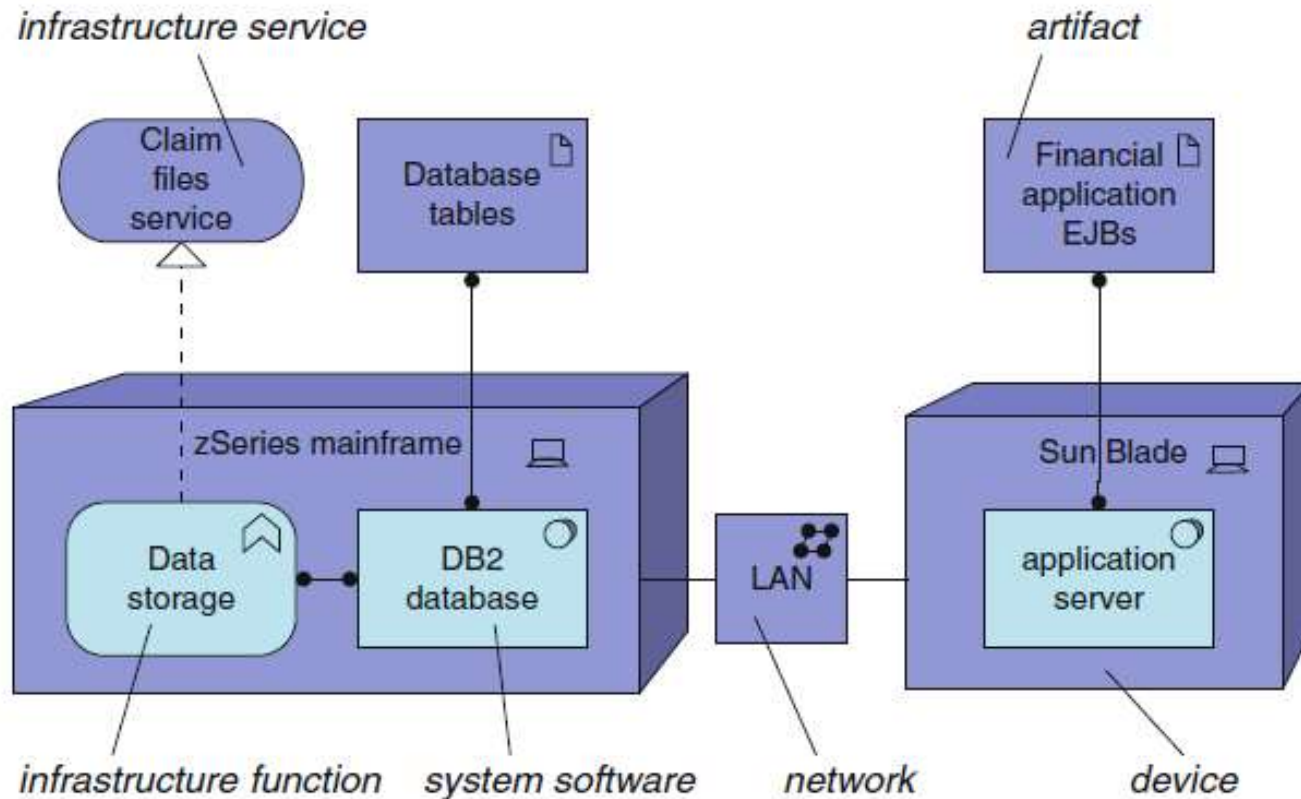 infrastructure service
artifact
Claim
files
service
Database
tables
Financial
application
EJBs
zSeries mainframe
Sun Blade
Data
storage
DB2
database
LAN
application
server
infrastructure function
system software
network
device